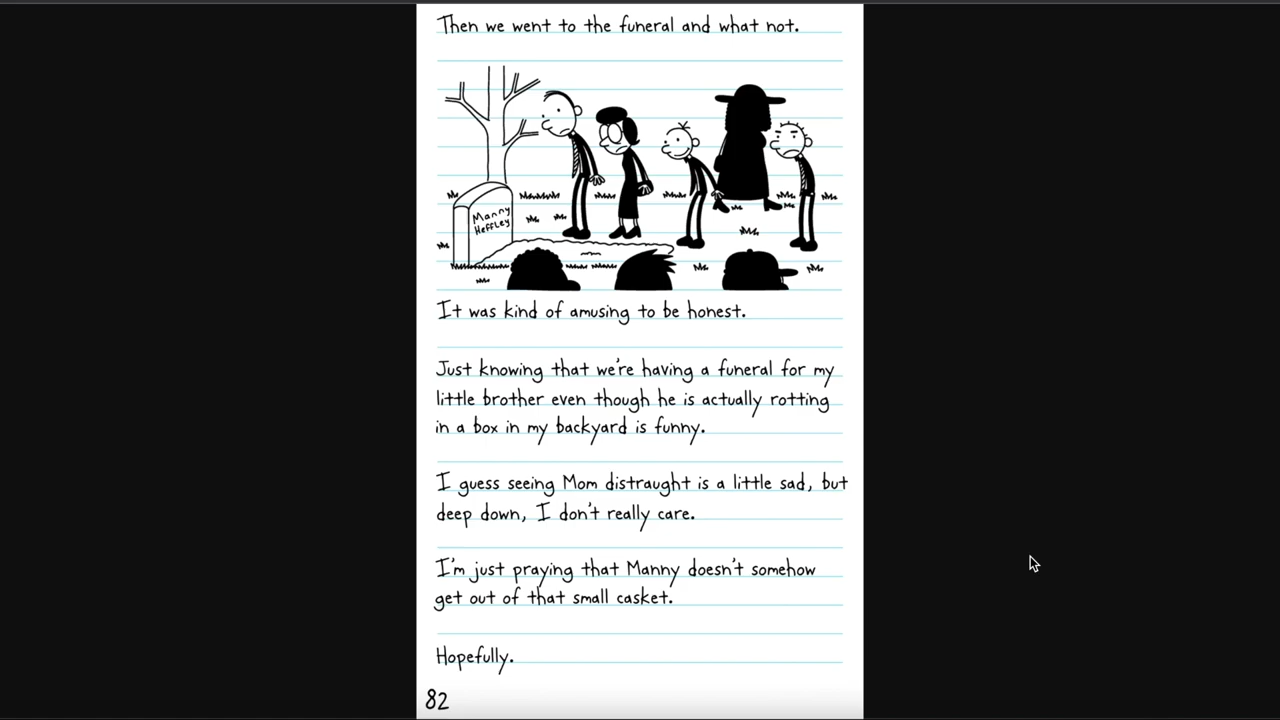 Then we went to the funeral and what not.
Manny
Heffley
It was kind of amusing to be honest.
Just knowing that we're having a funeral for my
little brother even though he is actually rotting
in a box in my backyard is funny.
I guess seeing Mom distraught is a little sad, but
deep down, I don't really care.
I'm just praying that Manny doesn't somehow
get out of that small casket.
Hopefully.
82